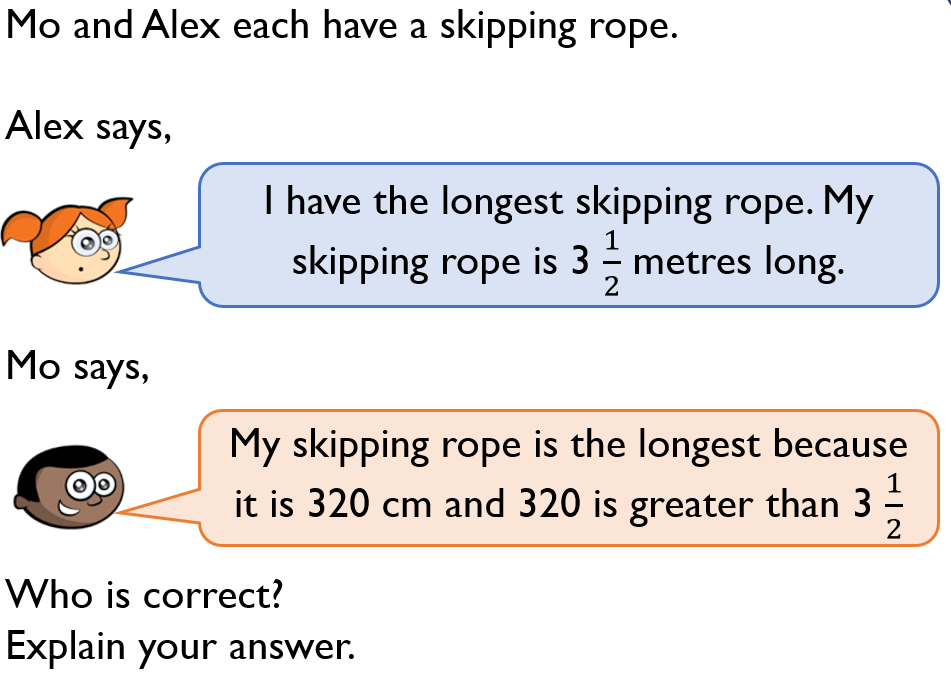 Mo and Alex each have a skipping rope.
Alex says,
I have the longest skipping rope. My
skipping rope is 3 1/2 metres long.
Mo says,
My skipping rope is the longest because
it is 320 cm and 320 is greater than 3 1/2
Who is correct?
Explain your answer.